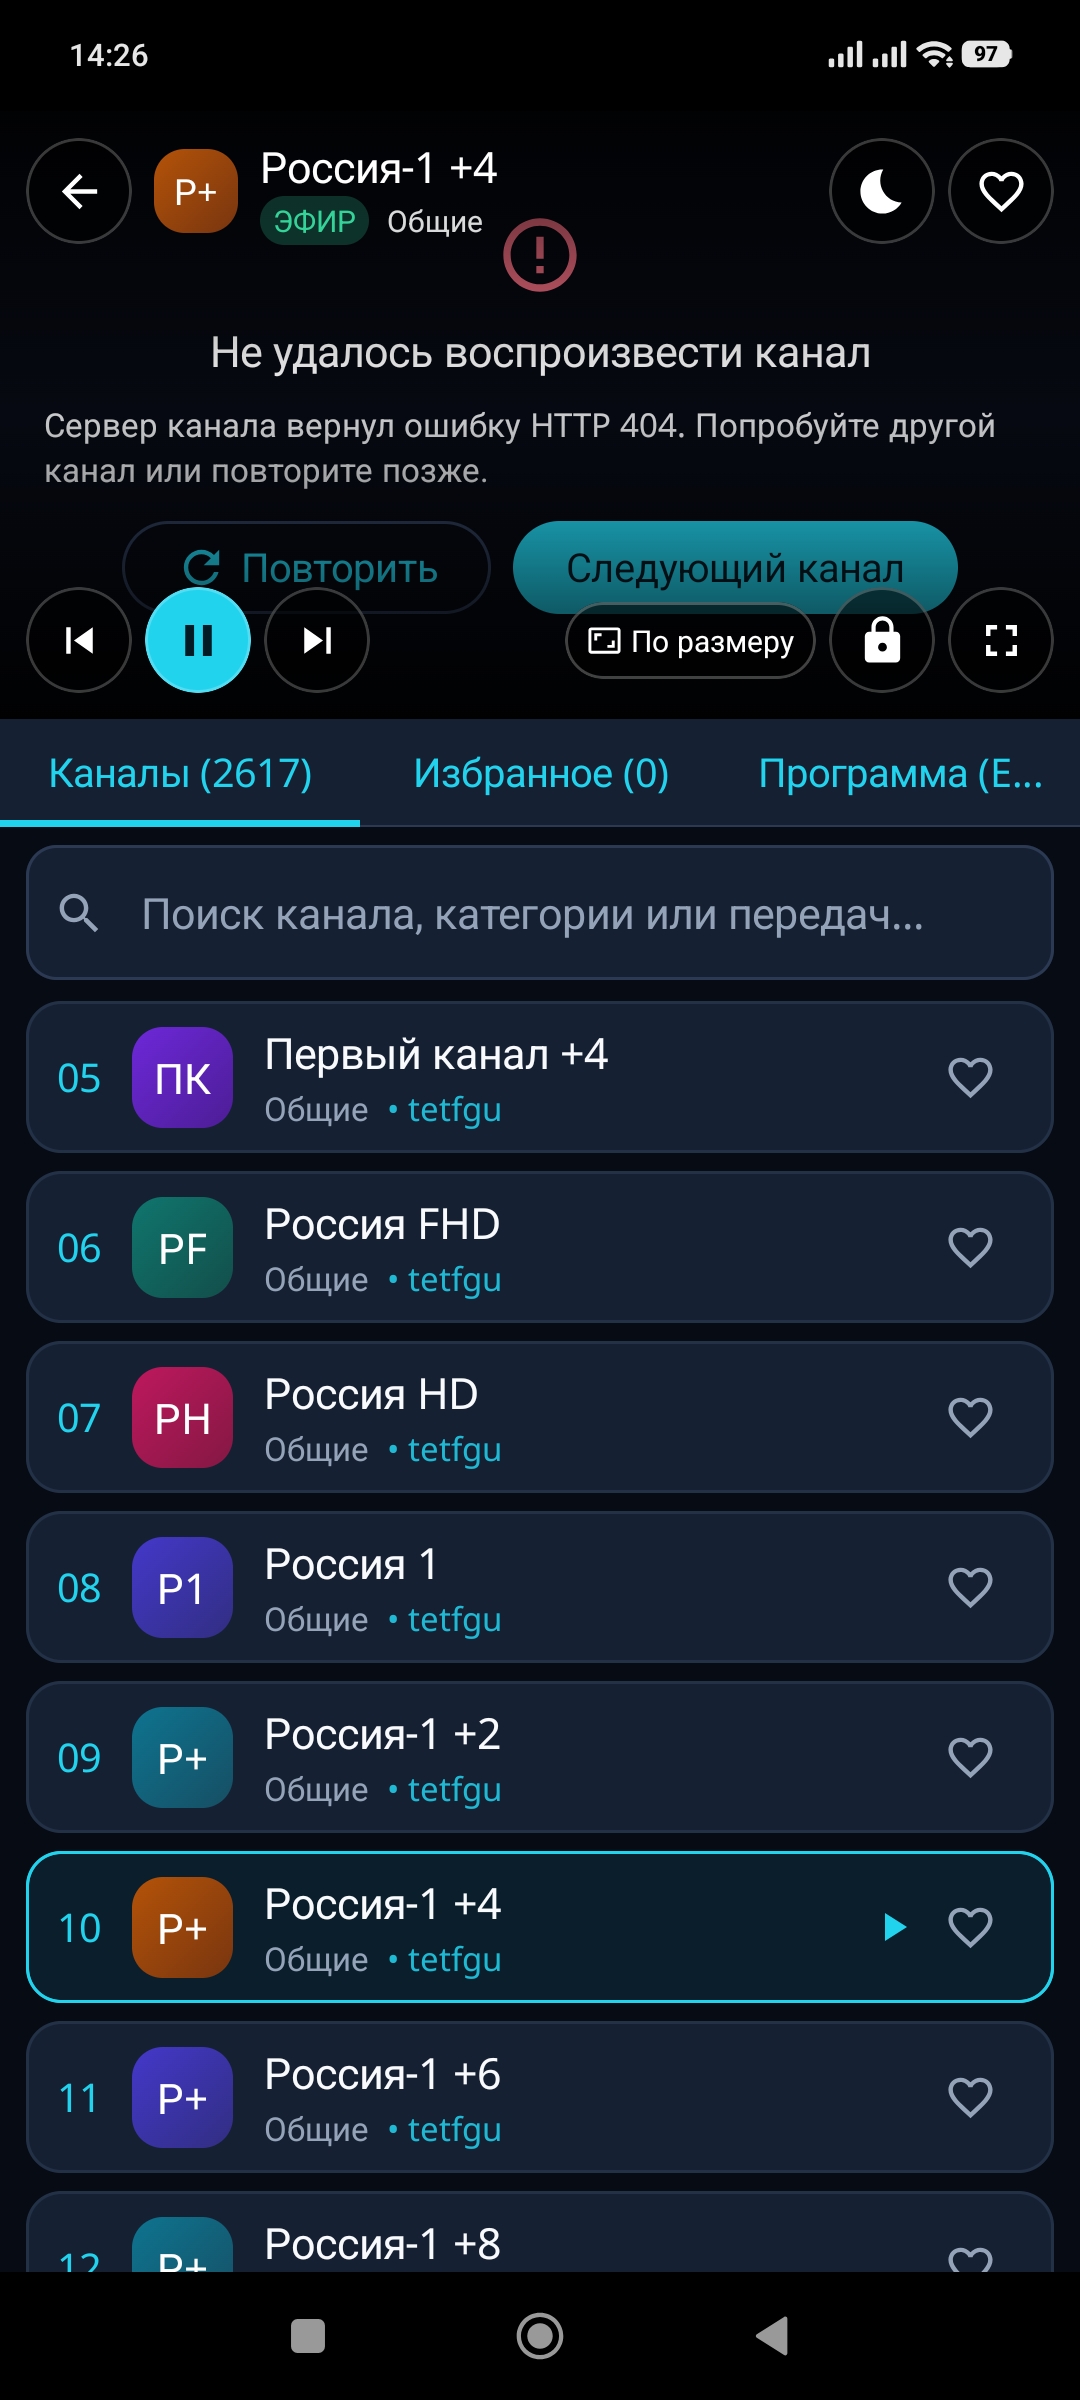 14:26
97
P+
Россия-1 +4
ЭФИР Общие
Не удалось воспроизвести канал
Сервер канала вернул ошибку HTTP 404. Попробуйте другой
канал или повторите позже.
Повторить
Следующий канал
По размеру
Каналы (2617)
Избранное (0)
Программа (E...
Поиск канала, категории или передач...
05
ПК
Первый канал +4
Общие • tetfgu
06
РF
Россия FHD
Общие • tetfgu
07
РH
Россия HD
Общие • tetfgu
08
Р1
Россия 1
Общие • tetfgu
09
Р+
Россия-1 +2
Общие • tetfgu
10
Р+
Россия-1 +4
Общие • tetfgu
11
Р+
Россия-1 +6
Общие • tetfgu
12
Р+
Россия-1 +8